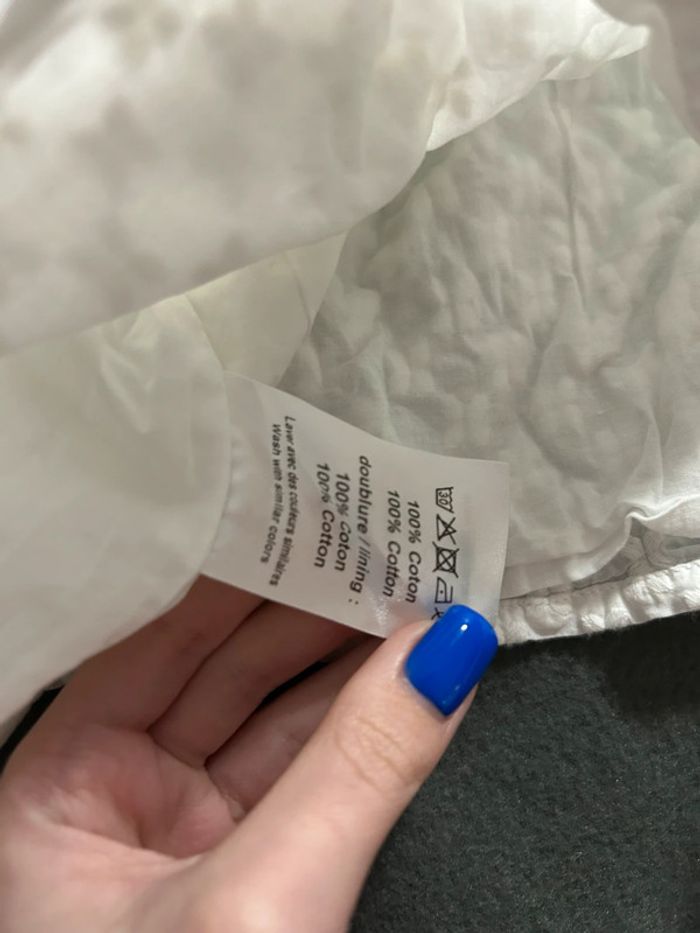 30
100% Coton
100% Cotton
doublure / lining :
100% Coton
100% Cotton
Laver avec des couleurs similaires
Wash with similar colors